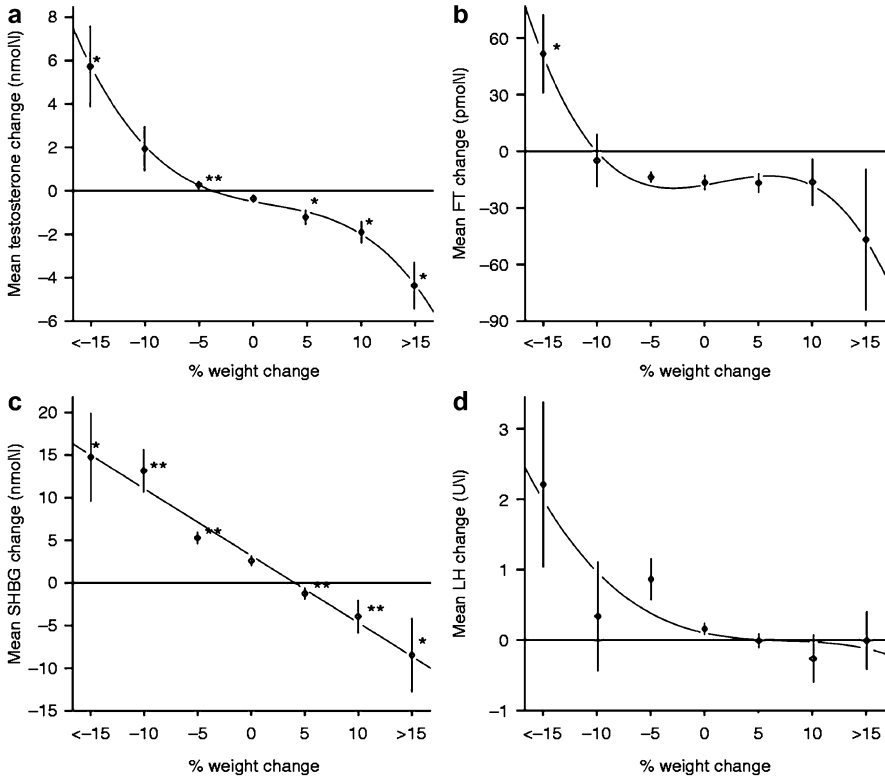 a
Mean testosterone change (nmol\l)
8
6
4
2
0
−2
−4
−6
*
**
*
*
*
<−15 −10 −5 0 5 10 >15
% weight change
b
Mean FT change (pmol\l)
60
30
0
−30
−60
−90
*
<−15 −10 −5 0 5 10 >15
% weight change
c
Mean SHBG change (nmol\l)
20
15
10
5
0
−5
−10
−15
*
**
**
**
**
*
<−15 −10 −5 0 5 10 >15
% weight change
d
Mean LH change (U\l)
3
2
1
0
−1
<−15 −10 −5 0 5 10 >15
% weight change